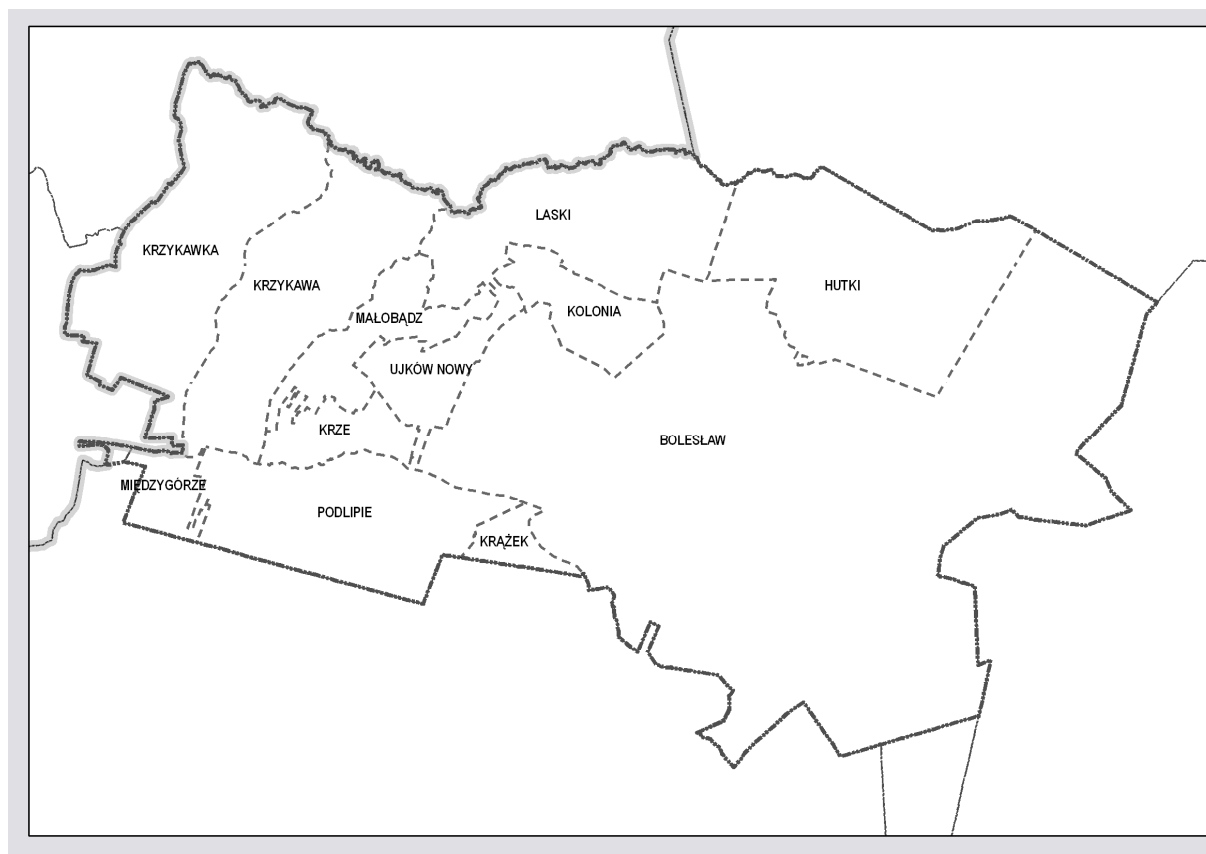 LASKI
KRZYKAWKA
KRZYKAWA
HUTKI
KOLONIA
MAŁOBĄDZ
UJKÓW NOWY
KRZE
BOLESŁAW
MIĘDZYGÓRZE
PODLIPIE
KRĄŻEK